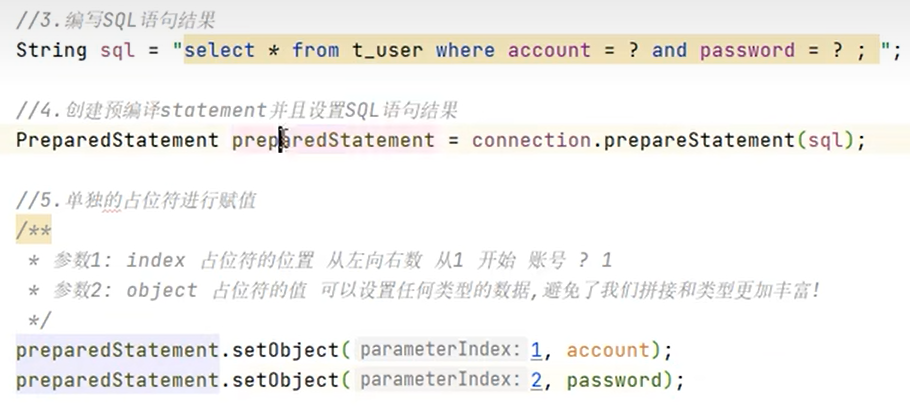 //3.编写SQL语句结果
String sql = "select * from t_user where account = ? and password = ? ; ";
//4.创建预编译statement并且设置SQL语句结果
PreparedStatement preparedStatement = connection.prepareStatement(sql);
//5.单独的占位符进行赋值
/**
* 参数1: index 占位符的位置 从左向右数 从1 开始 账号 ? 1
* 参数2: object 占位符的值 可以设置任何类型的数据,避免了我们拼接和类型更加丰富!
*/
preparedStatement.setObject( parameterIndex: 1, account);
preparedStatement.setObject( parameterIndex: 2, password);